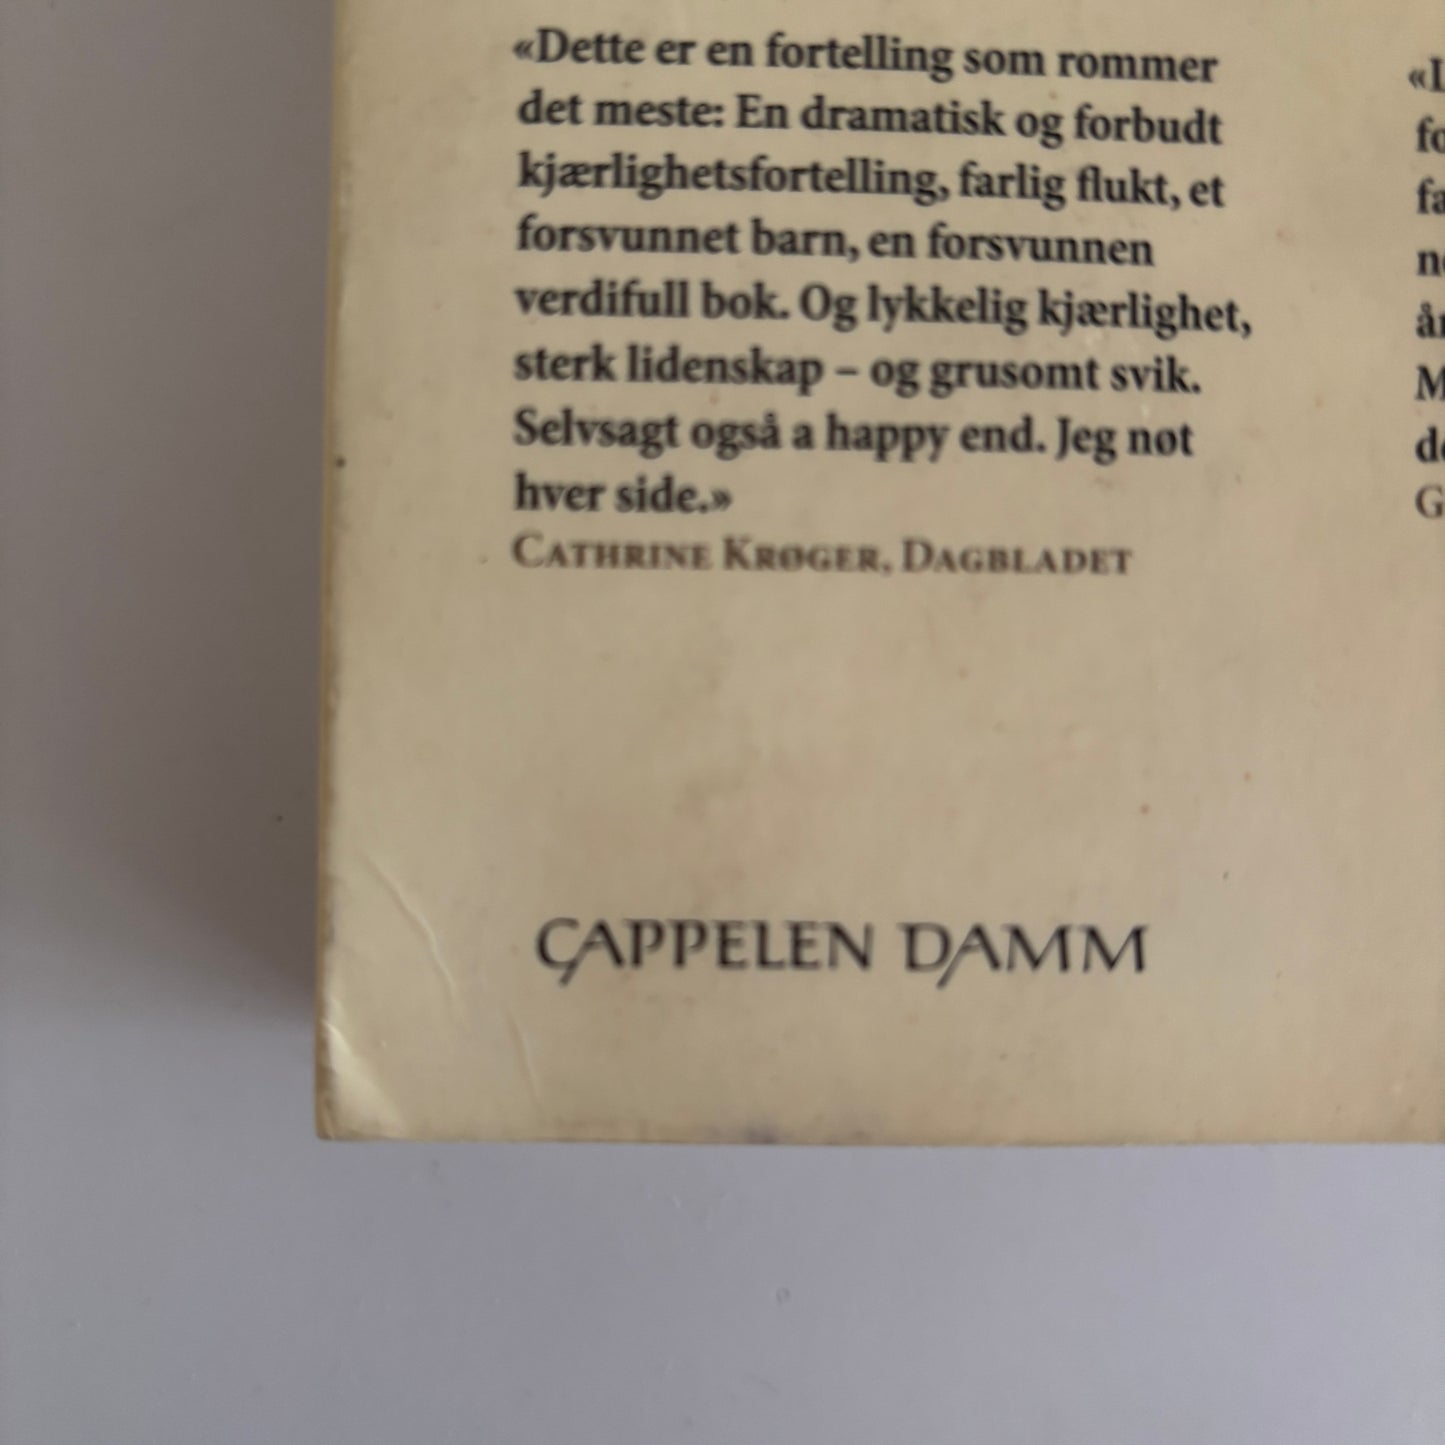 «Dette er en fortelling som rommer
det meste: En dramatisk og forbudt
kjærlighetsfortelling, farlig flukt, et
forsvunnet barn, en forsvunnen
verdifull bok. Og lykkelig kjærlighet,
sterk lidenskap – og grusomt svik.
Selvsagt også a happy end. Jeg nøt
hver side.»
CATHRINE KRØGER, DAGBLADET
CAPPELEN DAMM